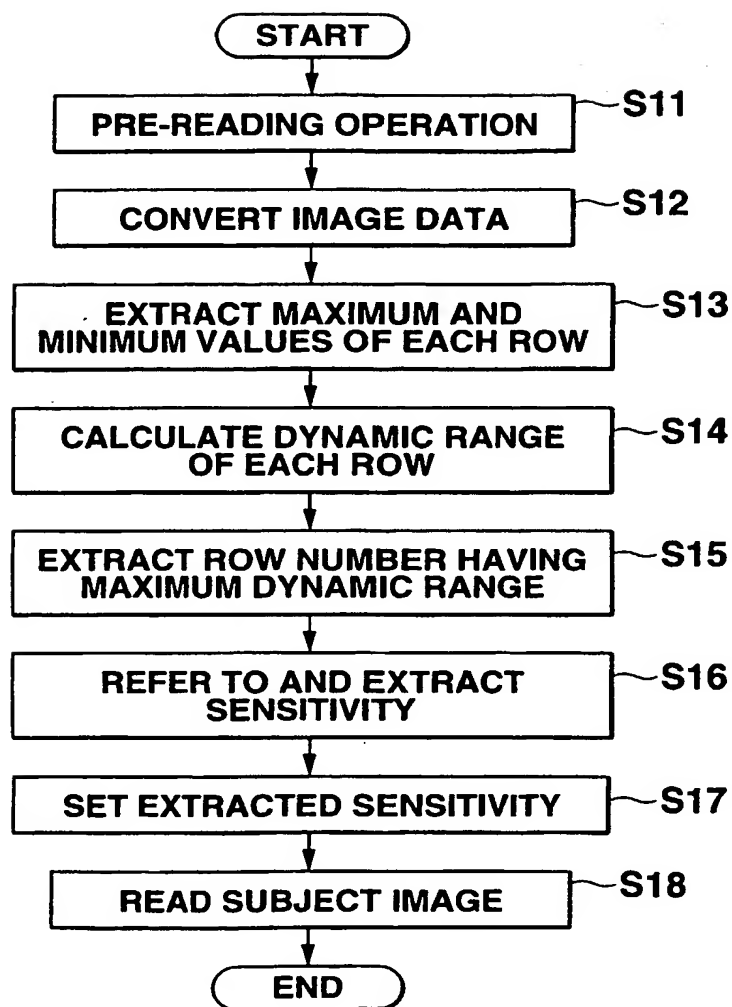 START
PRE-READING OPERATION
S11
CONVERT IMAGE DATA
S12
EXTRACT MAXIMUM AND
MINIMUM VALUES OF EACH ROW
S13
CALCULATE DYNAMIC RANGE
OF EACH ROW
S14
EXTRACT ROW NUMBER HAVING
MAXIMUM DYNAMIC RANGE
S15
REFER TO AND EXTRACT
SENSITIVITY
S16
SET EXTRACTED SENSITIVITY
S17
READ SUBJECT IMAGE
S18
END